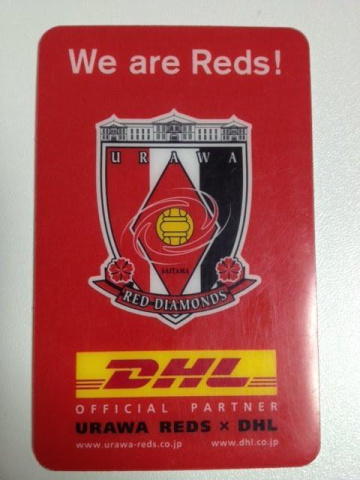 We are Reds!
URAWA
SAITAMA
RED DIAMONDS
DHL
OFFICIAL PARTNER
URAWA REDS × DHL
www.urawa-reds.co.jp www.dhl.co.jp